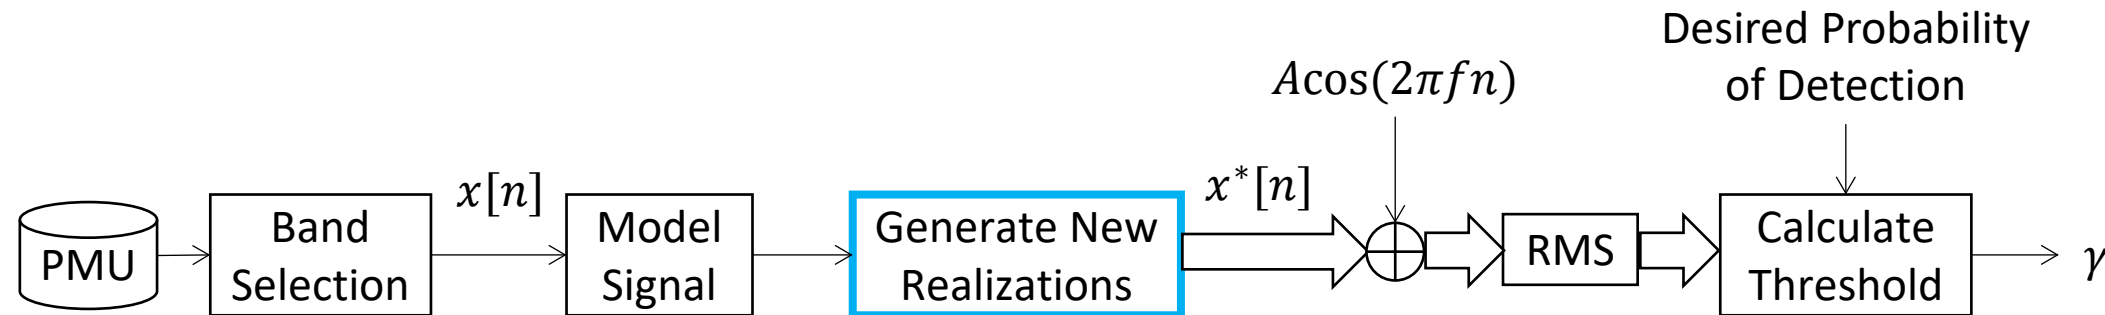 Desired Probability
of Detection
Acos(2πfn)
x[n]
x*[n]
PMU
Band
Selection
Model
Signal
Generate New
Realizations
RMS
Calculate
Threshold
γ